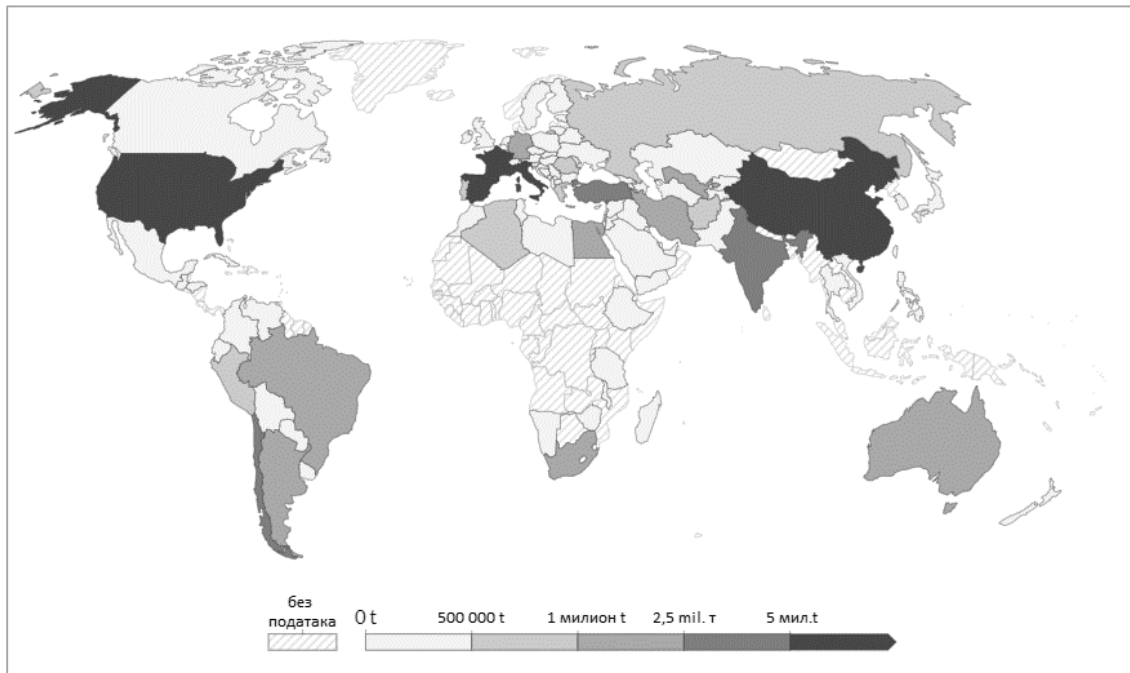 без
података
0 t
500 000 t
1 милион t
2,5 mil. т
5 мил.t